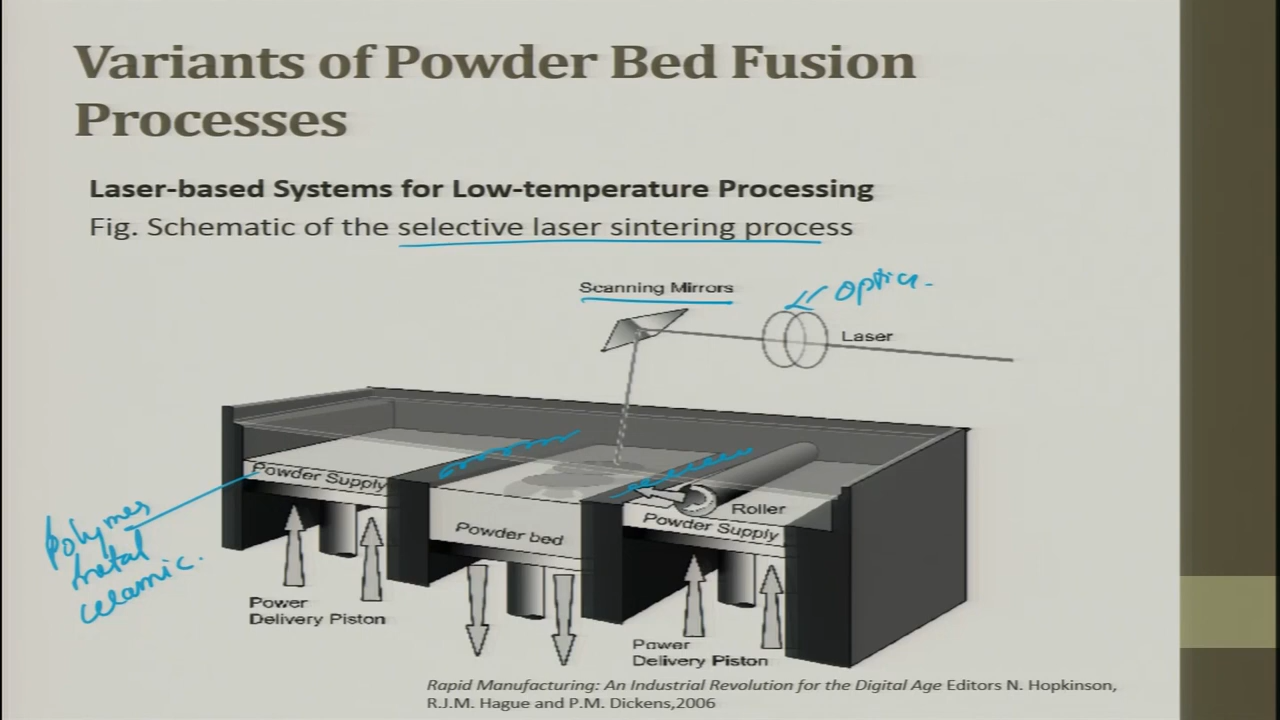 Variants of Powder Bed Fusion
Processes
Laser-based Systems for Low-temperature Processing
Fig. Schematic of the selective laser sintering process
Scanning Mirrors
optics.
Laser
Powder Supply
Powder bed
Roller
Powder Supply
polymer
metal
ceramic.
Power
Delivery Piston
Power
Delivery Piston
Rapid Manufacturing: An Industrial Revolution for the Digital Age Editors N. Hopkinson,
R.J.M. Hague and P.M. Dickens,2006